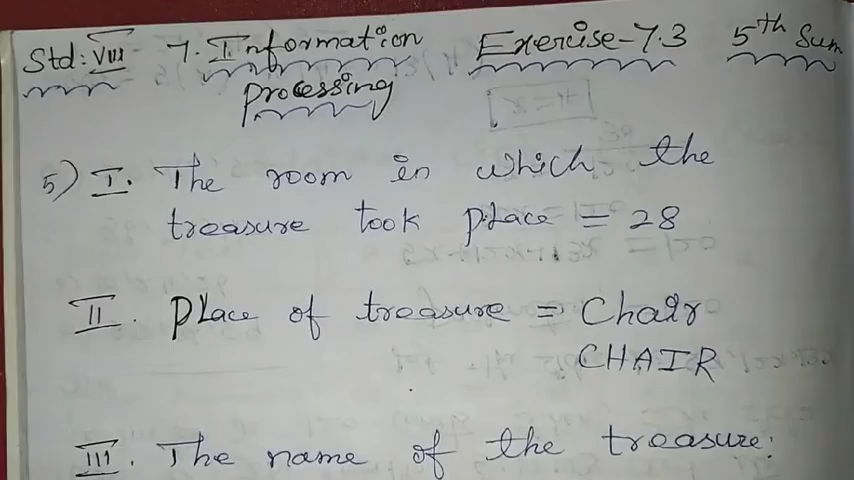 Std: VIII 7. Information Exercise-7.3 5th Sum
Processing
5) I. The room in which the
treasure took place = 28
II. Place of treasure = Chair
CHAIR
III. The name of the treasure: